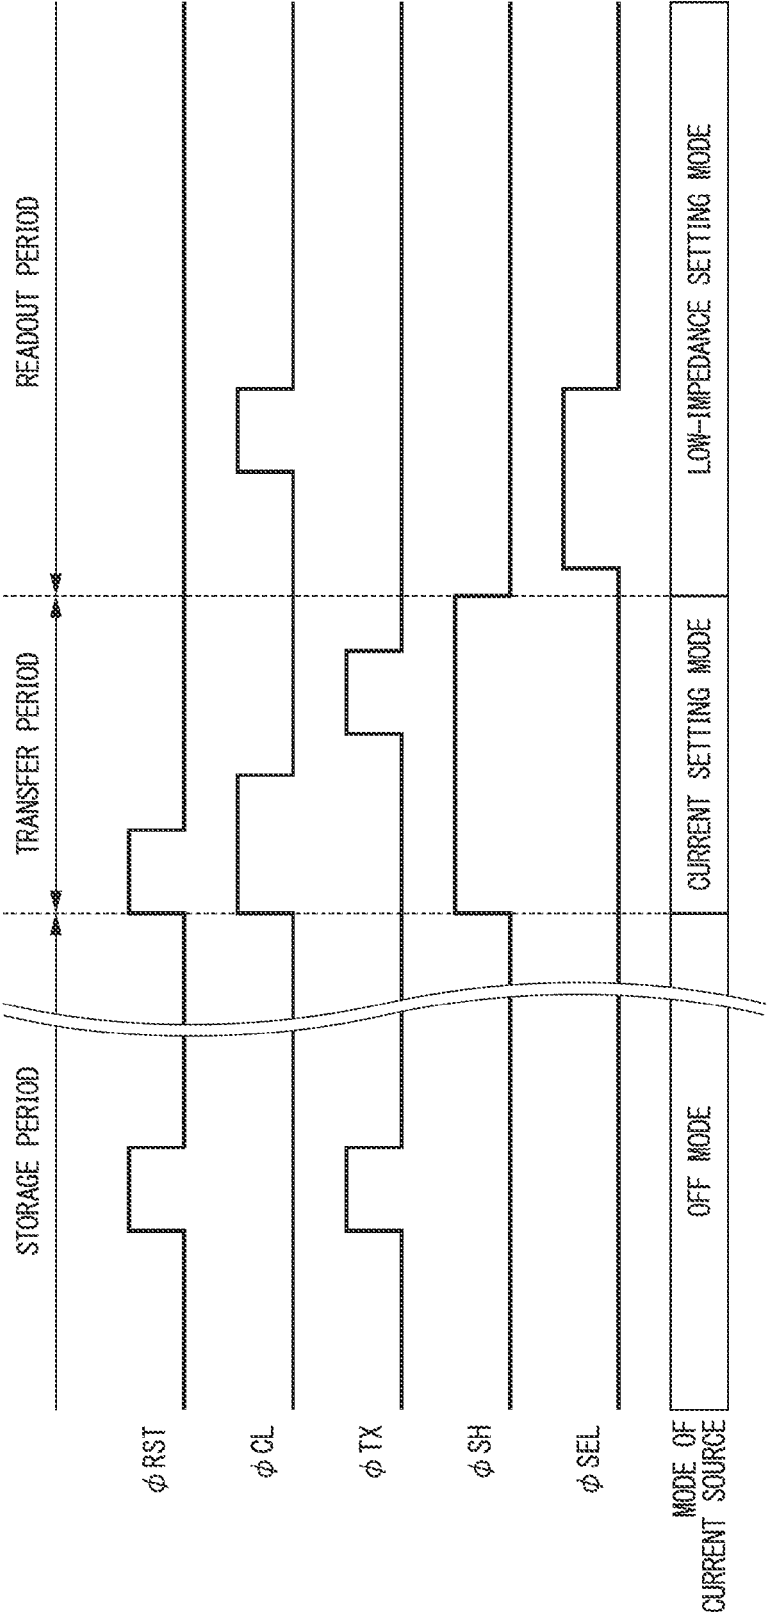 STORAGE PERIOD
TRANSFER PERIOD
READOUT PERIOD
φRST
φCL
φTX
φSH
φSEL
MODE OF
CURRENT SOURCE
OFF MODE
CURRENT SETTING MODE
LOW-IMPEDANCE SETTING MODE